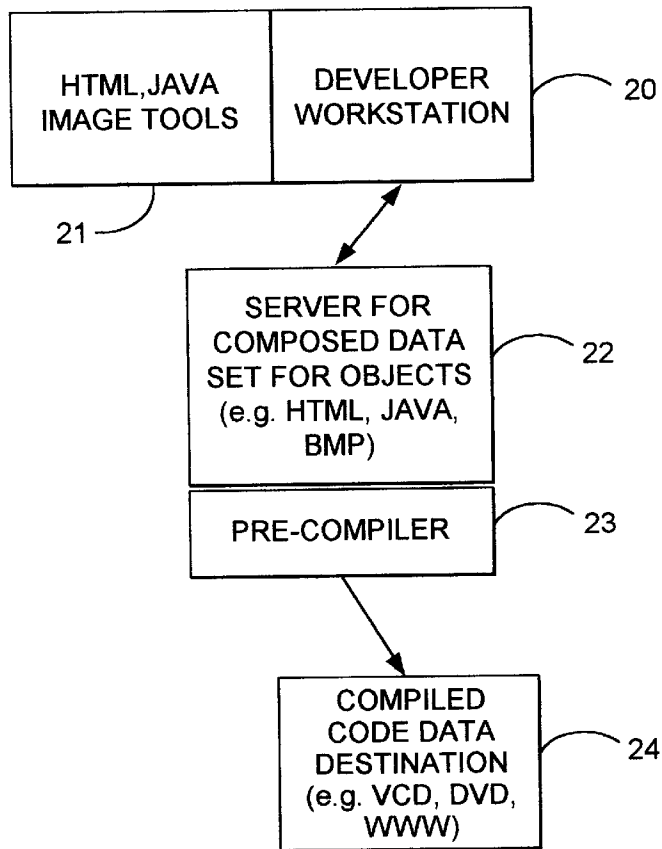 HTML,JAVA
IMAGE TOOLS
DEVELOPER
WORKSTATION
20
21
SERVER FOR
COMPOSED DATA
SET FOR OBJECTS
(e.g. HTML, JAVA,
BMP)
22
PRE-COMPILER
23
COMPILED
CODE DATA
DESTINATION
(e.g. VCD, DVD,
WWW)
24